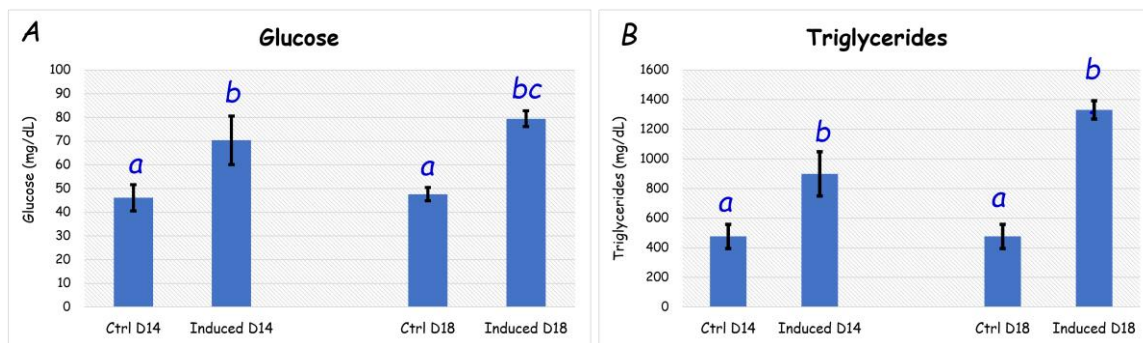 A
Glucose
Glucose (mg/dL)
100
90
80
70
60
50
40
30
20
10
0
a
b
a
bc
Ctrl D14 Induced D14 Ctrl D18 Induced D18
B
Triglycerides
Triglycerides (mg/dL)
1600
1400
1200
1000
800
600
400
200
0
a
b
a
b
Ctrl D14 Induced D14 Ctrl D18 Induced D18